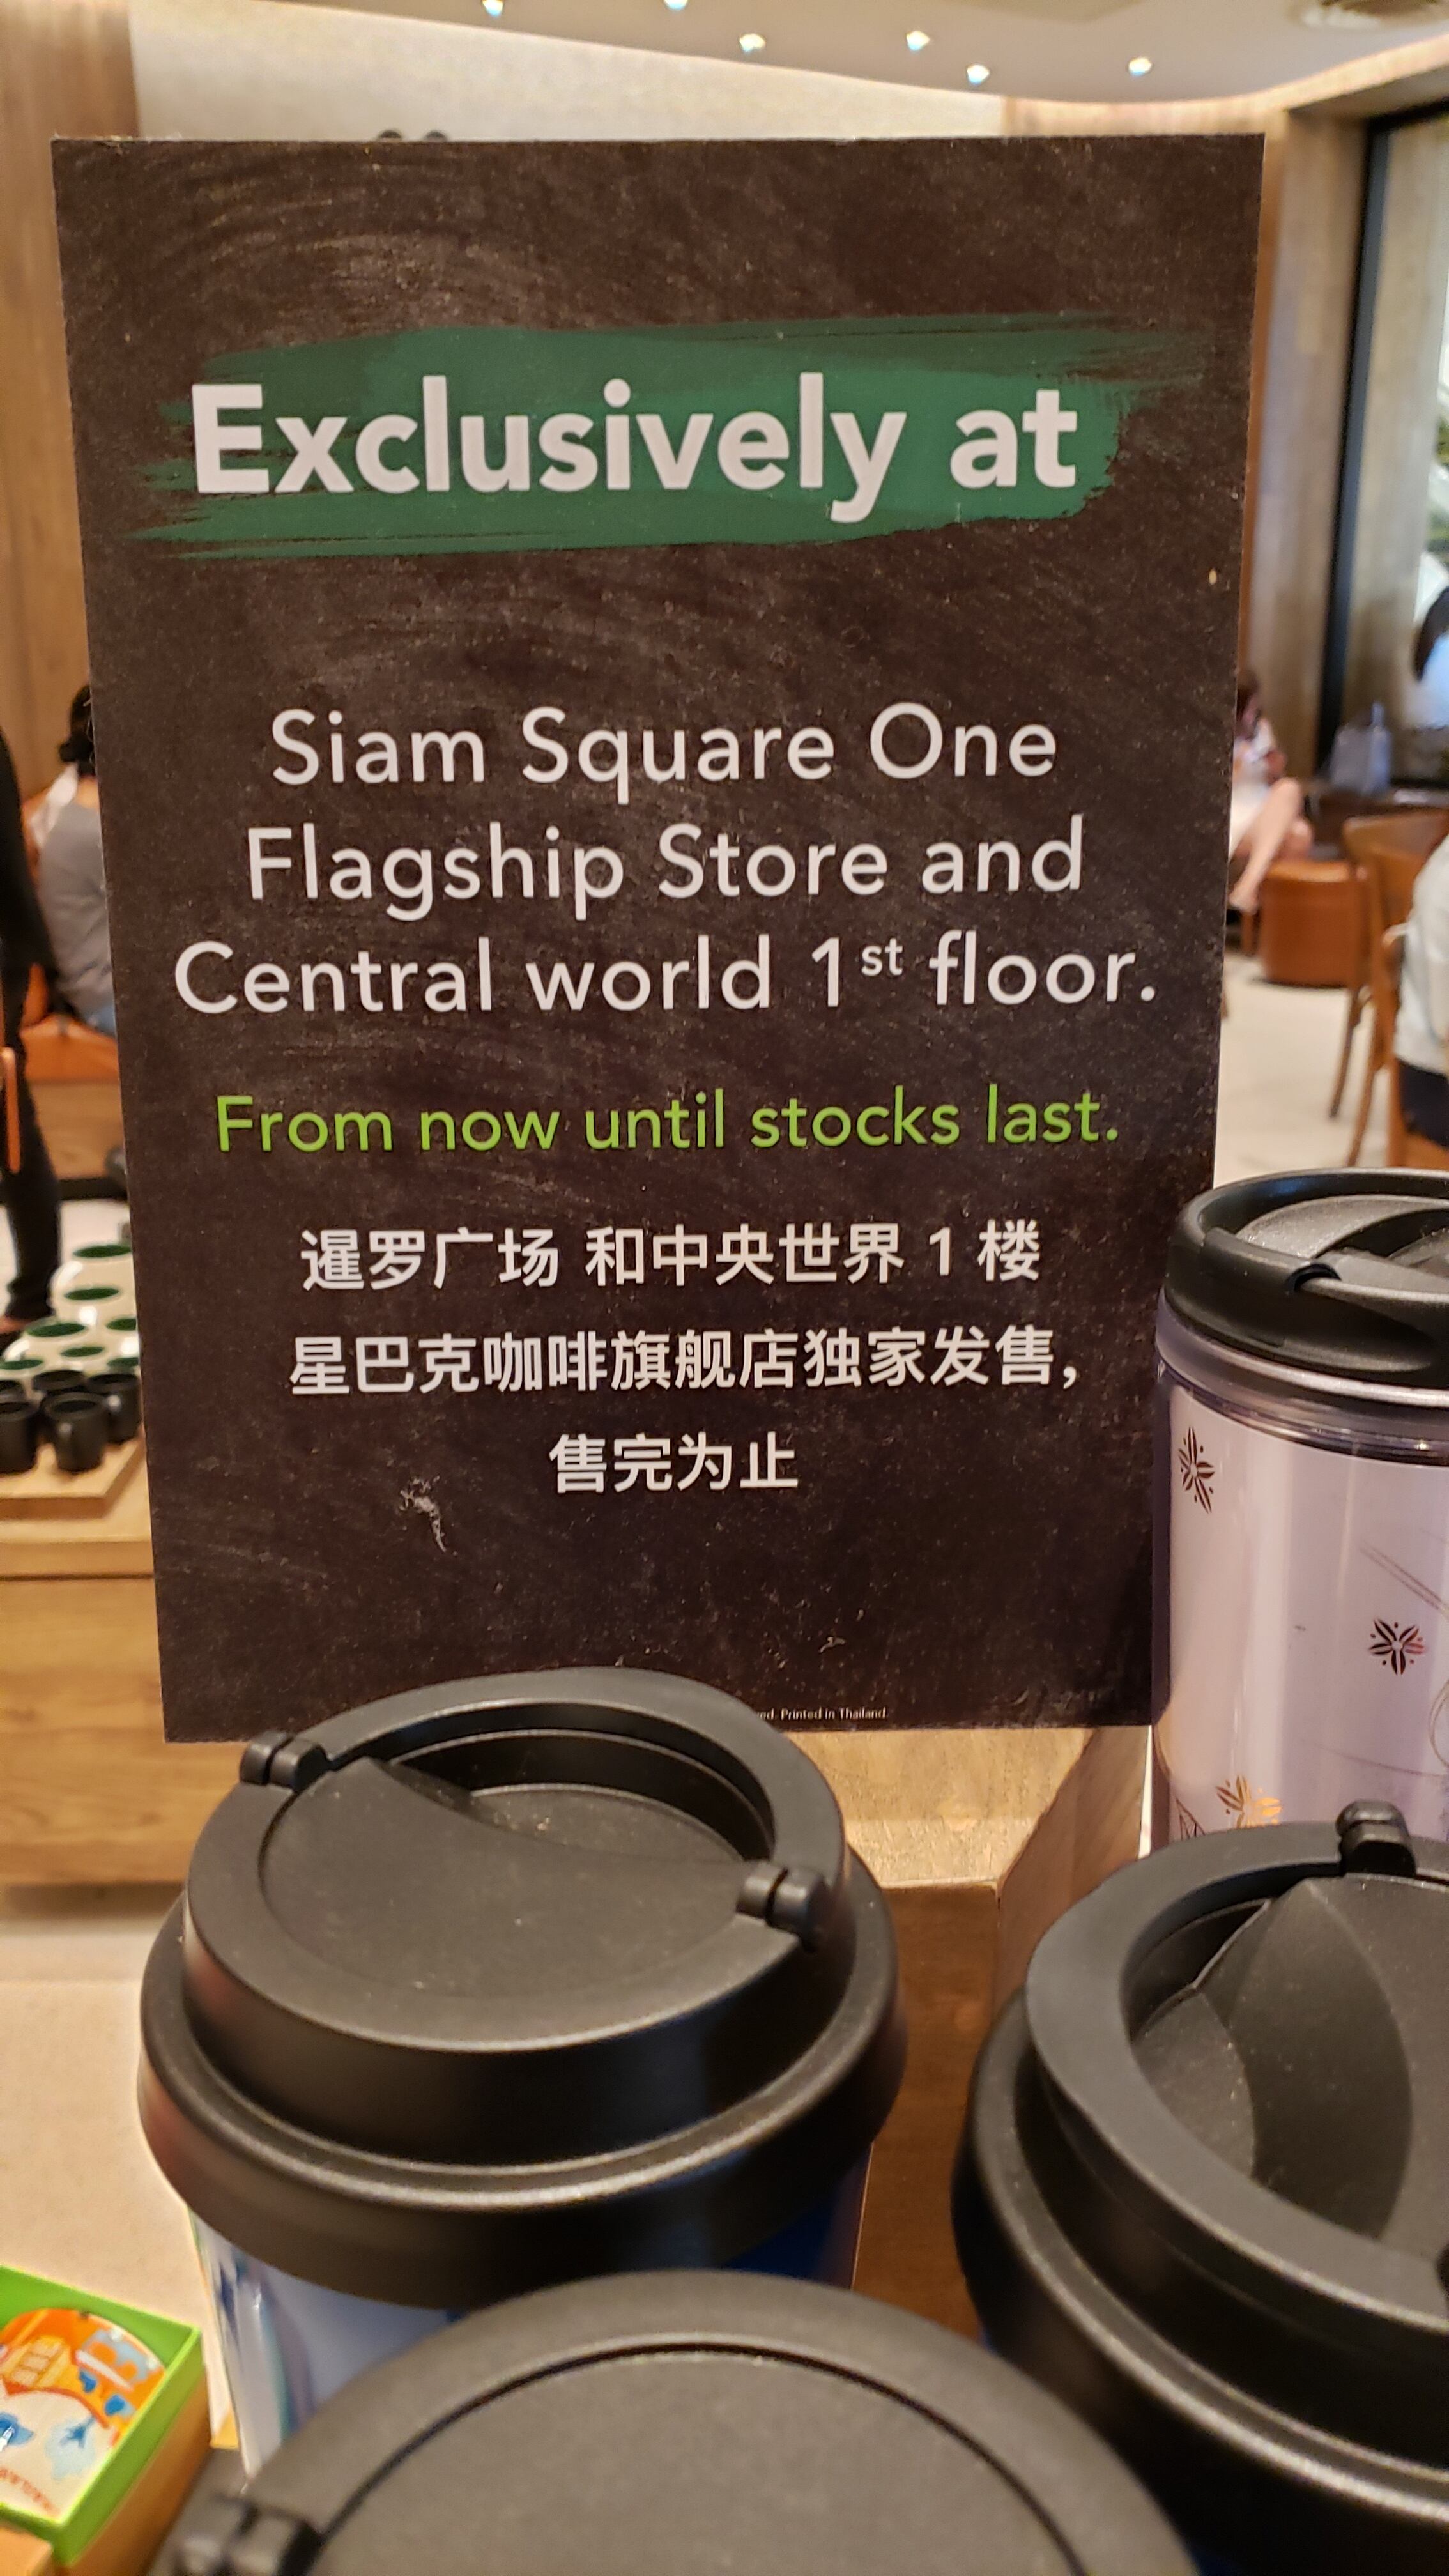 Exclusively at
Siam Square One
Flagship Store and
Central world 1st floor.
From now until stocks last.
暹罗广场 和中央世界 1 楼
星巴克咖啡旗舰店独家发售，
售完为止
Printed in Thailand.